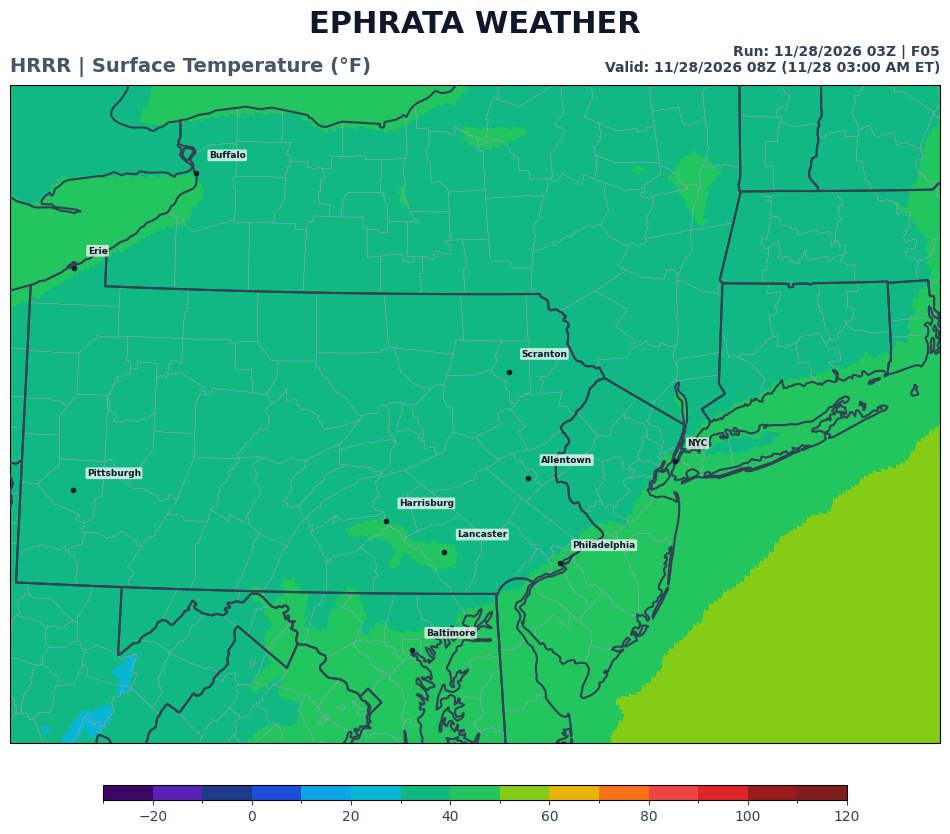 EPHRATA WEATHER
HRRR | Surface Temperature (°F)
Run: 11/28/2026 03Z | F05
Valid: 11/28/2026 08Z (11/28 03:00 AM ET)
Buffalo
Erie
Scranton
NYC
Allentown
Pittsburgh
Harrisburg
Lancaster
Philadelphia
Baltimore
−20 0 20 40 60 80 100 120